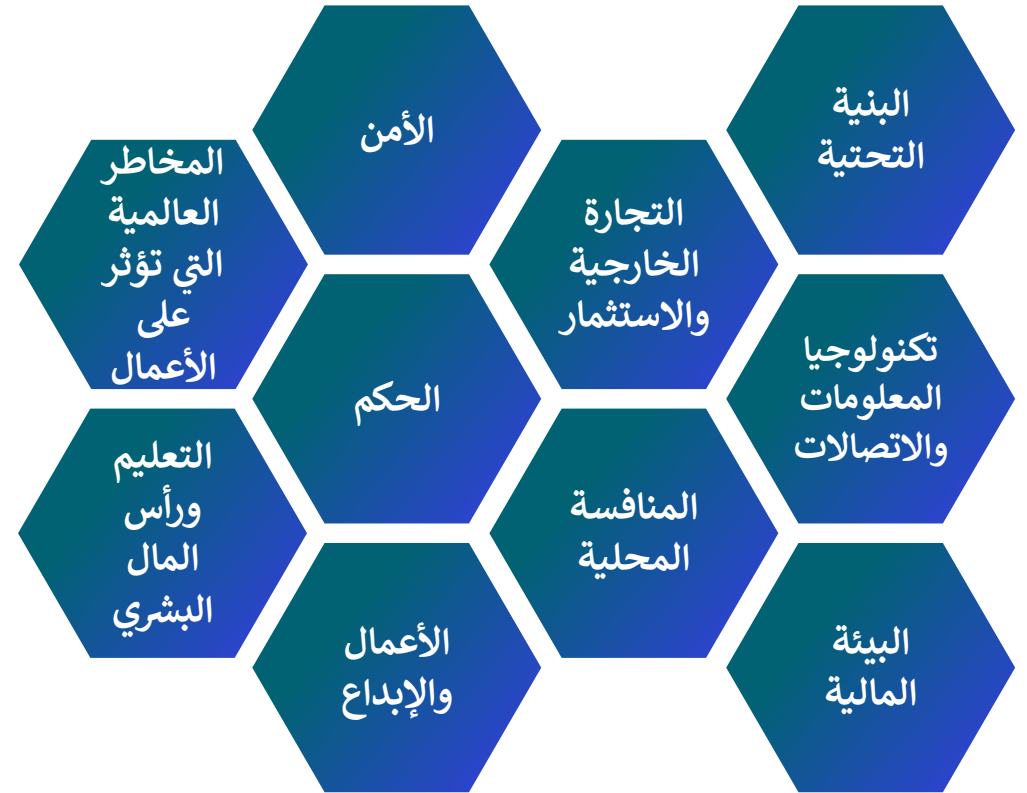 البنية
التحتية
تكنولوجيا
المعلومات
والاتصالات
البيئة
المالية
التجارة
الخارجية
والاستثمار
المنافسة
المحلية
الأمن
الحكم
الأعمال
والإبداع
المخاطر
العالمية
التي تؤثر
على
الأعمال
التعليم
ورأس
المال
البشري